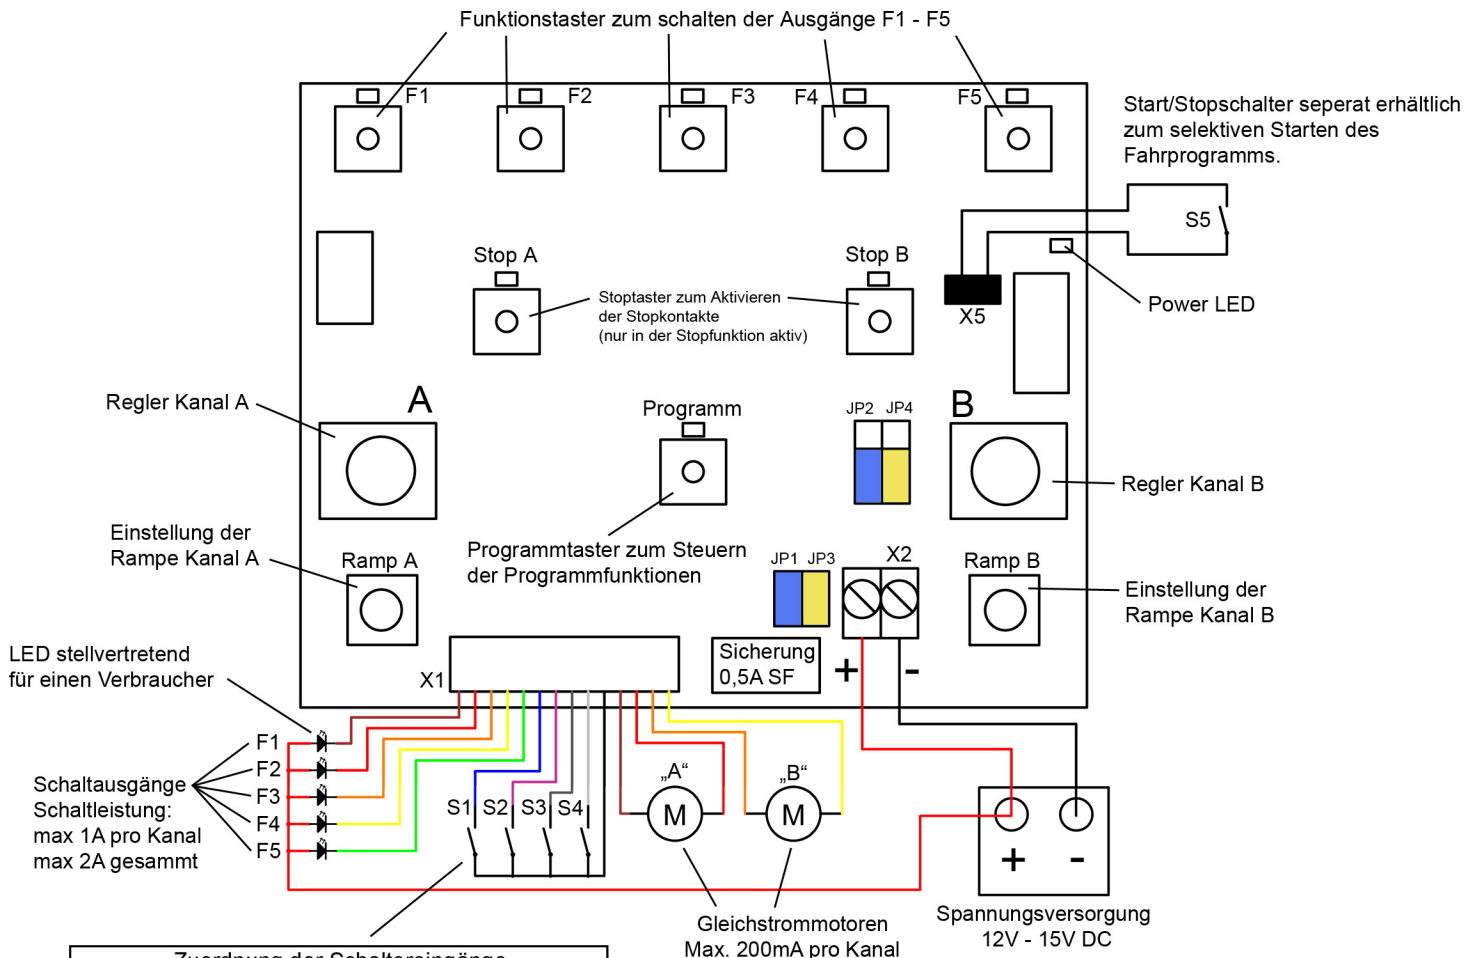 Funktionstaster zum schalten der Ausgänge F1 - F5
F1
F2
F3
F4
F5
Start/Stopschalter seperat erhältlich
zum selektiven Starten des
Fahrprogramms.
S5
Stop A
Stop B
Stoptaster zum Aktivieren
der Stopkontakte
(nur in der Stopfunktion aktiv)
X5
Power LED
Regler Kanal A
A
Programm
JP2 JP4
B
Regler Kanal B
Einstellung der
Rampe Kanal A
Ramp A
Programmtaster zum Steuern
der Programmfunktionen
JP1 JP3
X2
Ramp B
Einstellung der
Rampe Kanal B
LED stellvertretend
für einen Verbraucher
X1
Sicherung
0,5A SF
+ -
F1
F2
F3
F4
F5
Schaltausgänge
Schaltleistung:
max 1A pro Kanal
max 2A gesammt
S1 S2 S3 S4
„A“
M
„B“
M
+ -
Gleichstrommotoren
Max. 200mA pro Kanal
Spannungsversorgung
12V - 15V DC
Zuordnung der Schaltereingänge